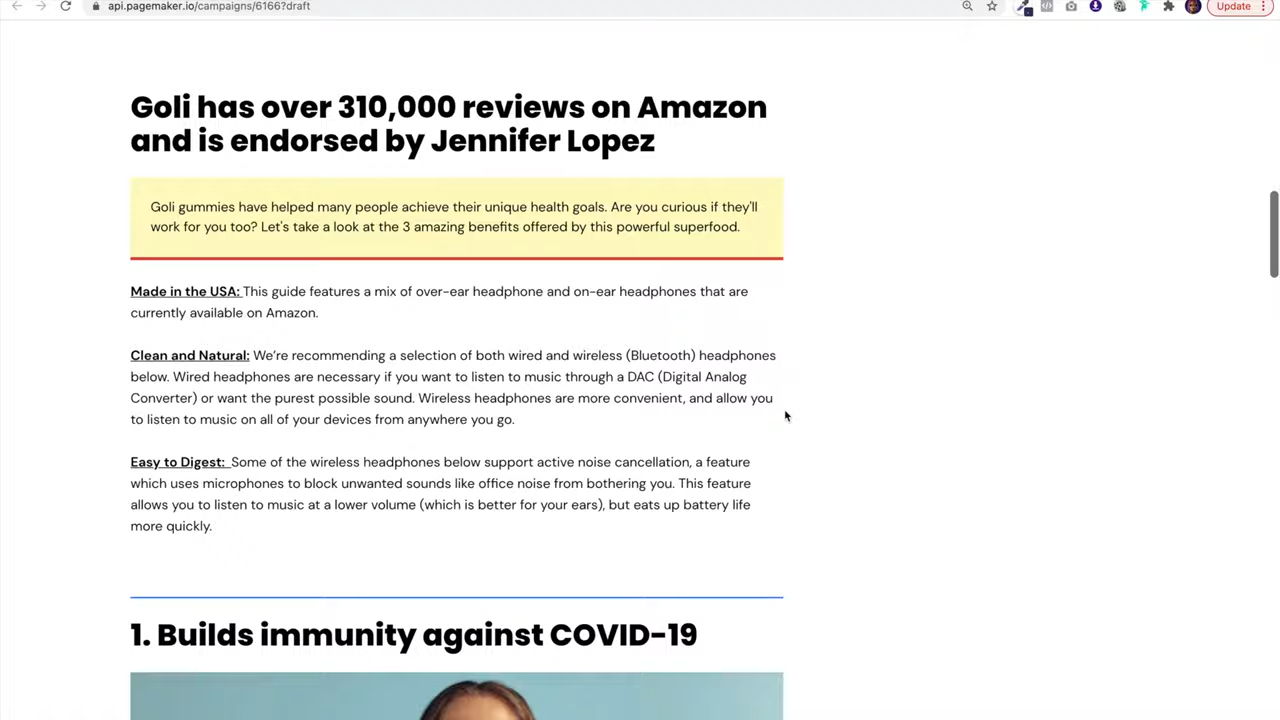 api.pagemaker.io/campaigns/6166?draft
Update
Goli has over 310,000 reviews on Amazon
and is endorsed by Jennifer Lopez
Goli gummies have helped many people achieve their unique health goals. Are you curious if they'll
work for you too? Let's take a look at the 3 amazing benefits offered by this powerful superfood.
Made in the USA: This guide features a mix of over-ear headphone and on-ear headphones that are
currently available on Amazon.
Clean and Natural: We're recommending a selection of both wired and wireless (Bluetooth) headphones
below. Wired headphones are necessary if you want to listen to music through a DAC (Digital Analog
Converter) or want the purest possible sound. Wireless headphones are more convenient, and allow you
to listen to music on all of your devices from anywhere you go.
Easy to Digest: Some of the wireless headphones below support active noise cancellation, a feature
which uses microphones to block unwanted sounds like office noise from bothering you. This feature
allows you to listen to music at a lower volume (which is better for your ears), but eats up battery life
more quickly.
1. Builds immunity against COVID-19